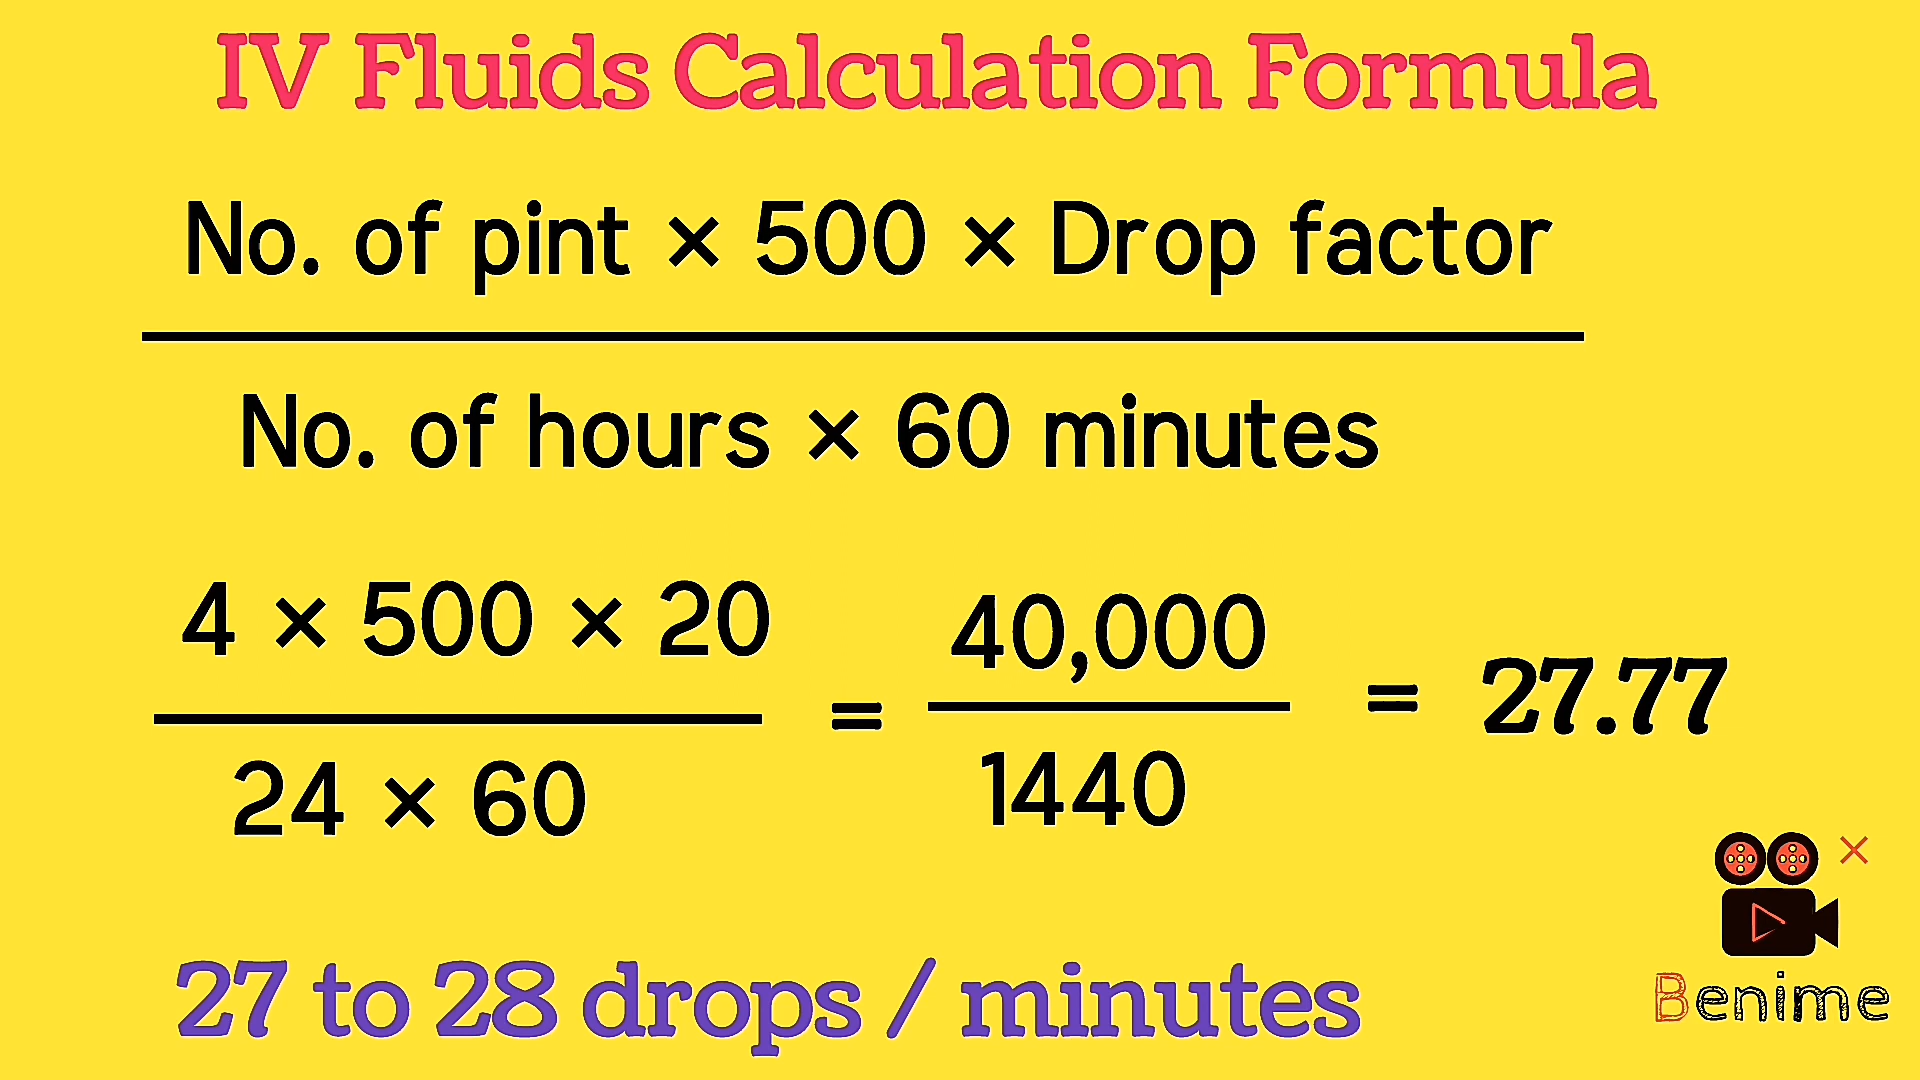 IV Fluids Calculation Formula
No. of pint × 500 × Drop factor
No. of hours × 60 minutes
4 × 500 × 20
24 × 60
=
40,000
1440
= 27.77
27 to 28 drops / minutes
×
Benime